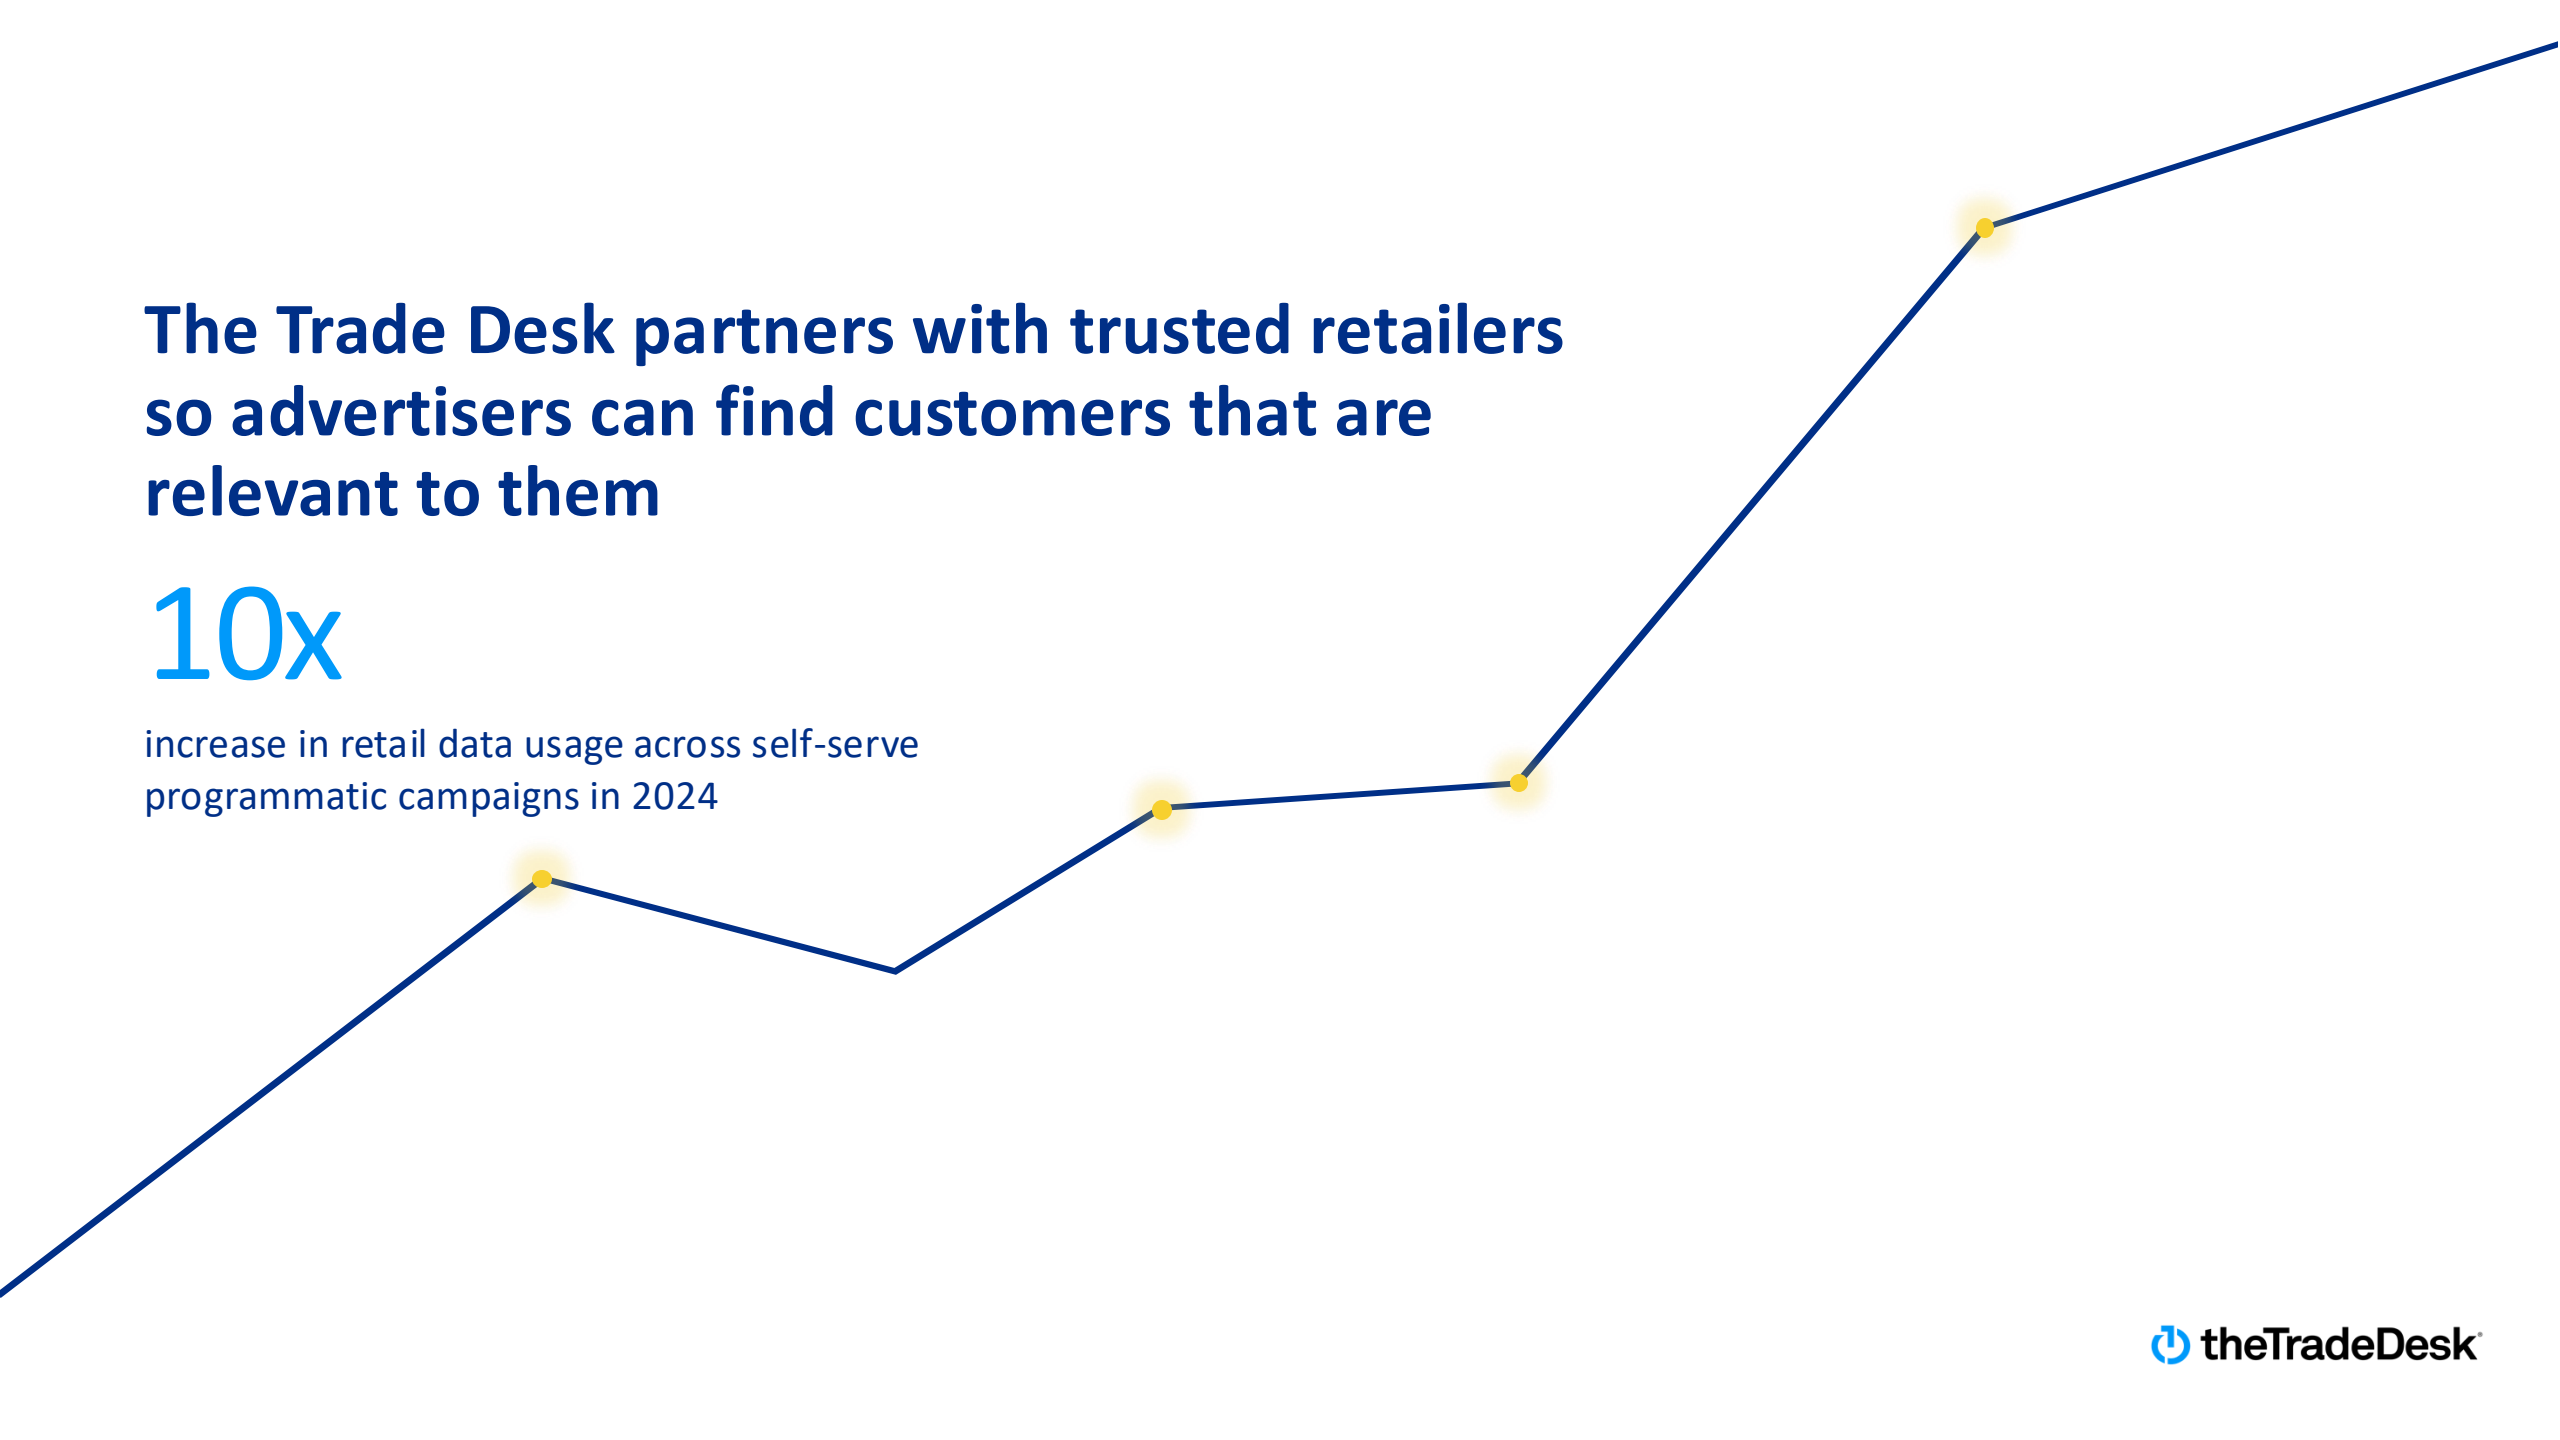 The Trade Desk partners with trusted retailers
so advertisers can find customers that are
relevant to them
10x
increase in retail data usage across self-serve
programmatic campaigns in 2024
theTradeDesk